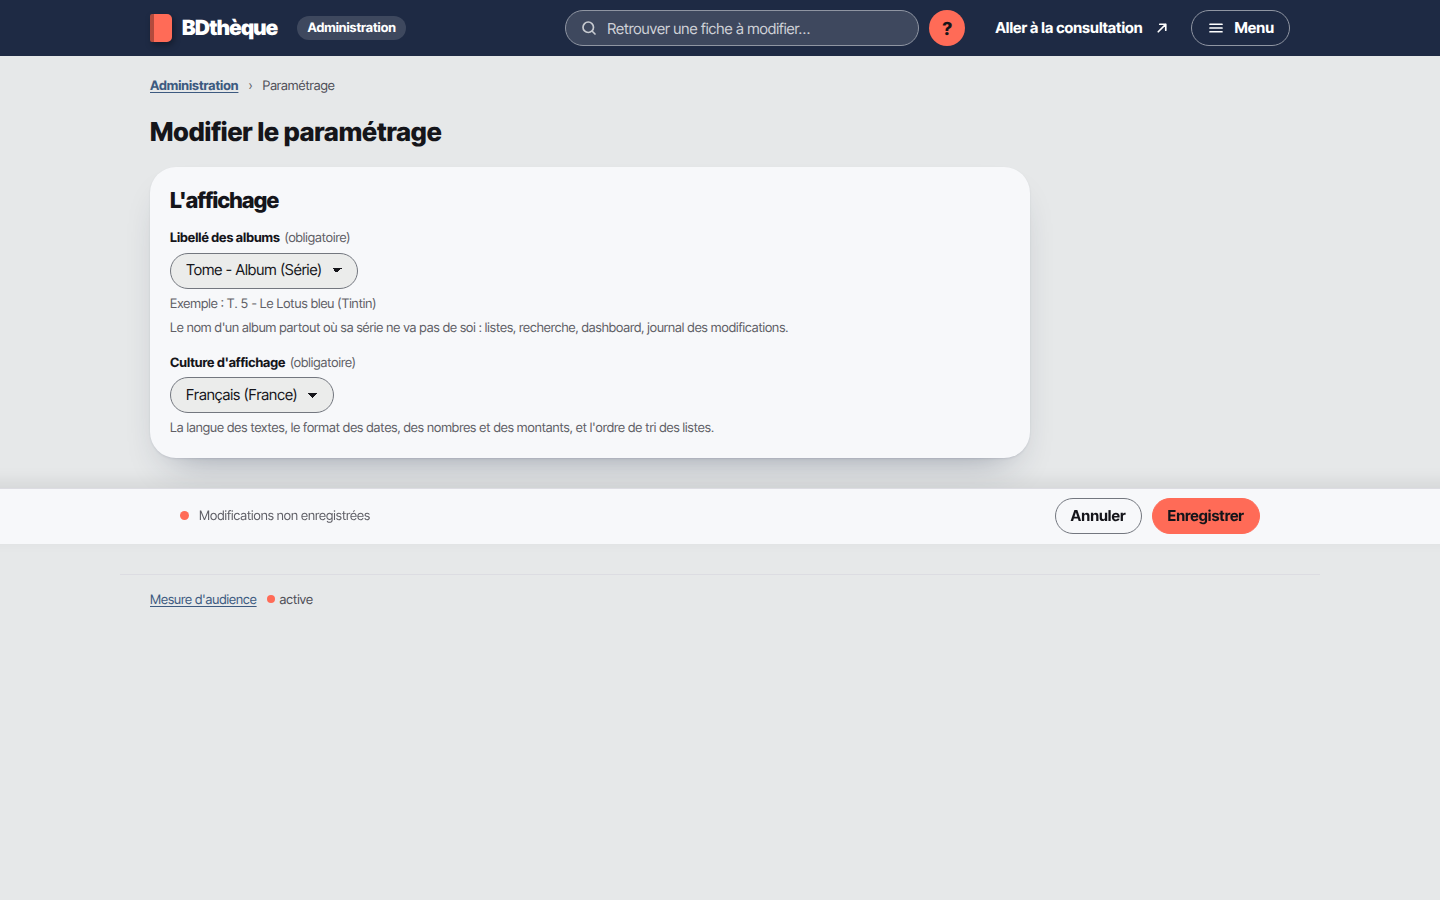 BDthèque
Administration
Retrouver une fiche à modifier...
?
Aller à la consultation
Menu
Administration › Paramétrage
Modifier le paramétrage
L'affichage
Libellé des albums (obligatoire)
Tome - Album (Série)
Exemple : T. 5 - Le Lotus bleu (Tintin)
Le nom d'un album partout où sa série ne va pas de soi : listes, recherche, dashboard, journal des modifications.
Culture d'affichage (obligatoire)
Français (France)
La langue des textes, le format des dates, des nombres et des montants, et l'ordre de tri des listes.
Modifications non enregistrées
Annuler
Enregistrer
Mesure d'audience active